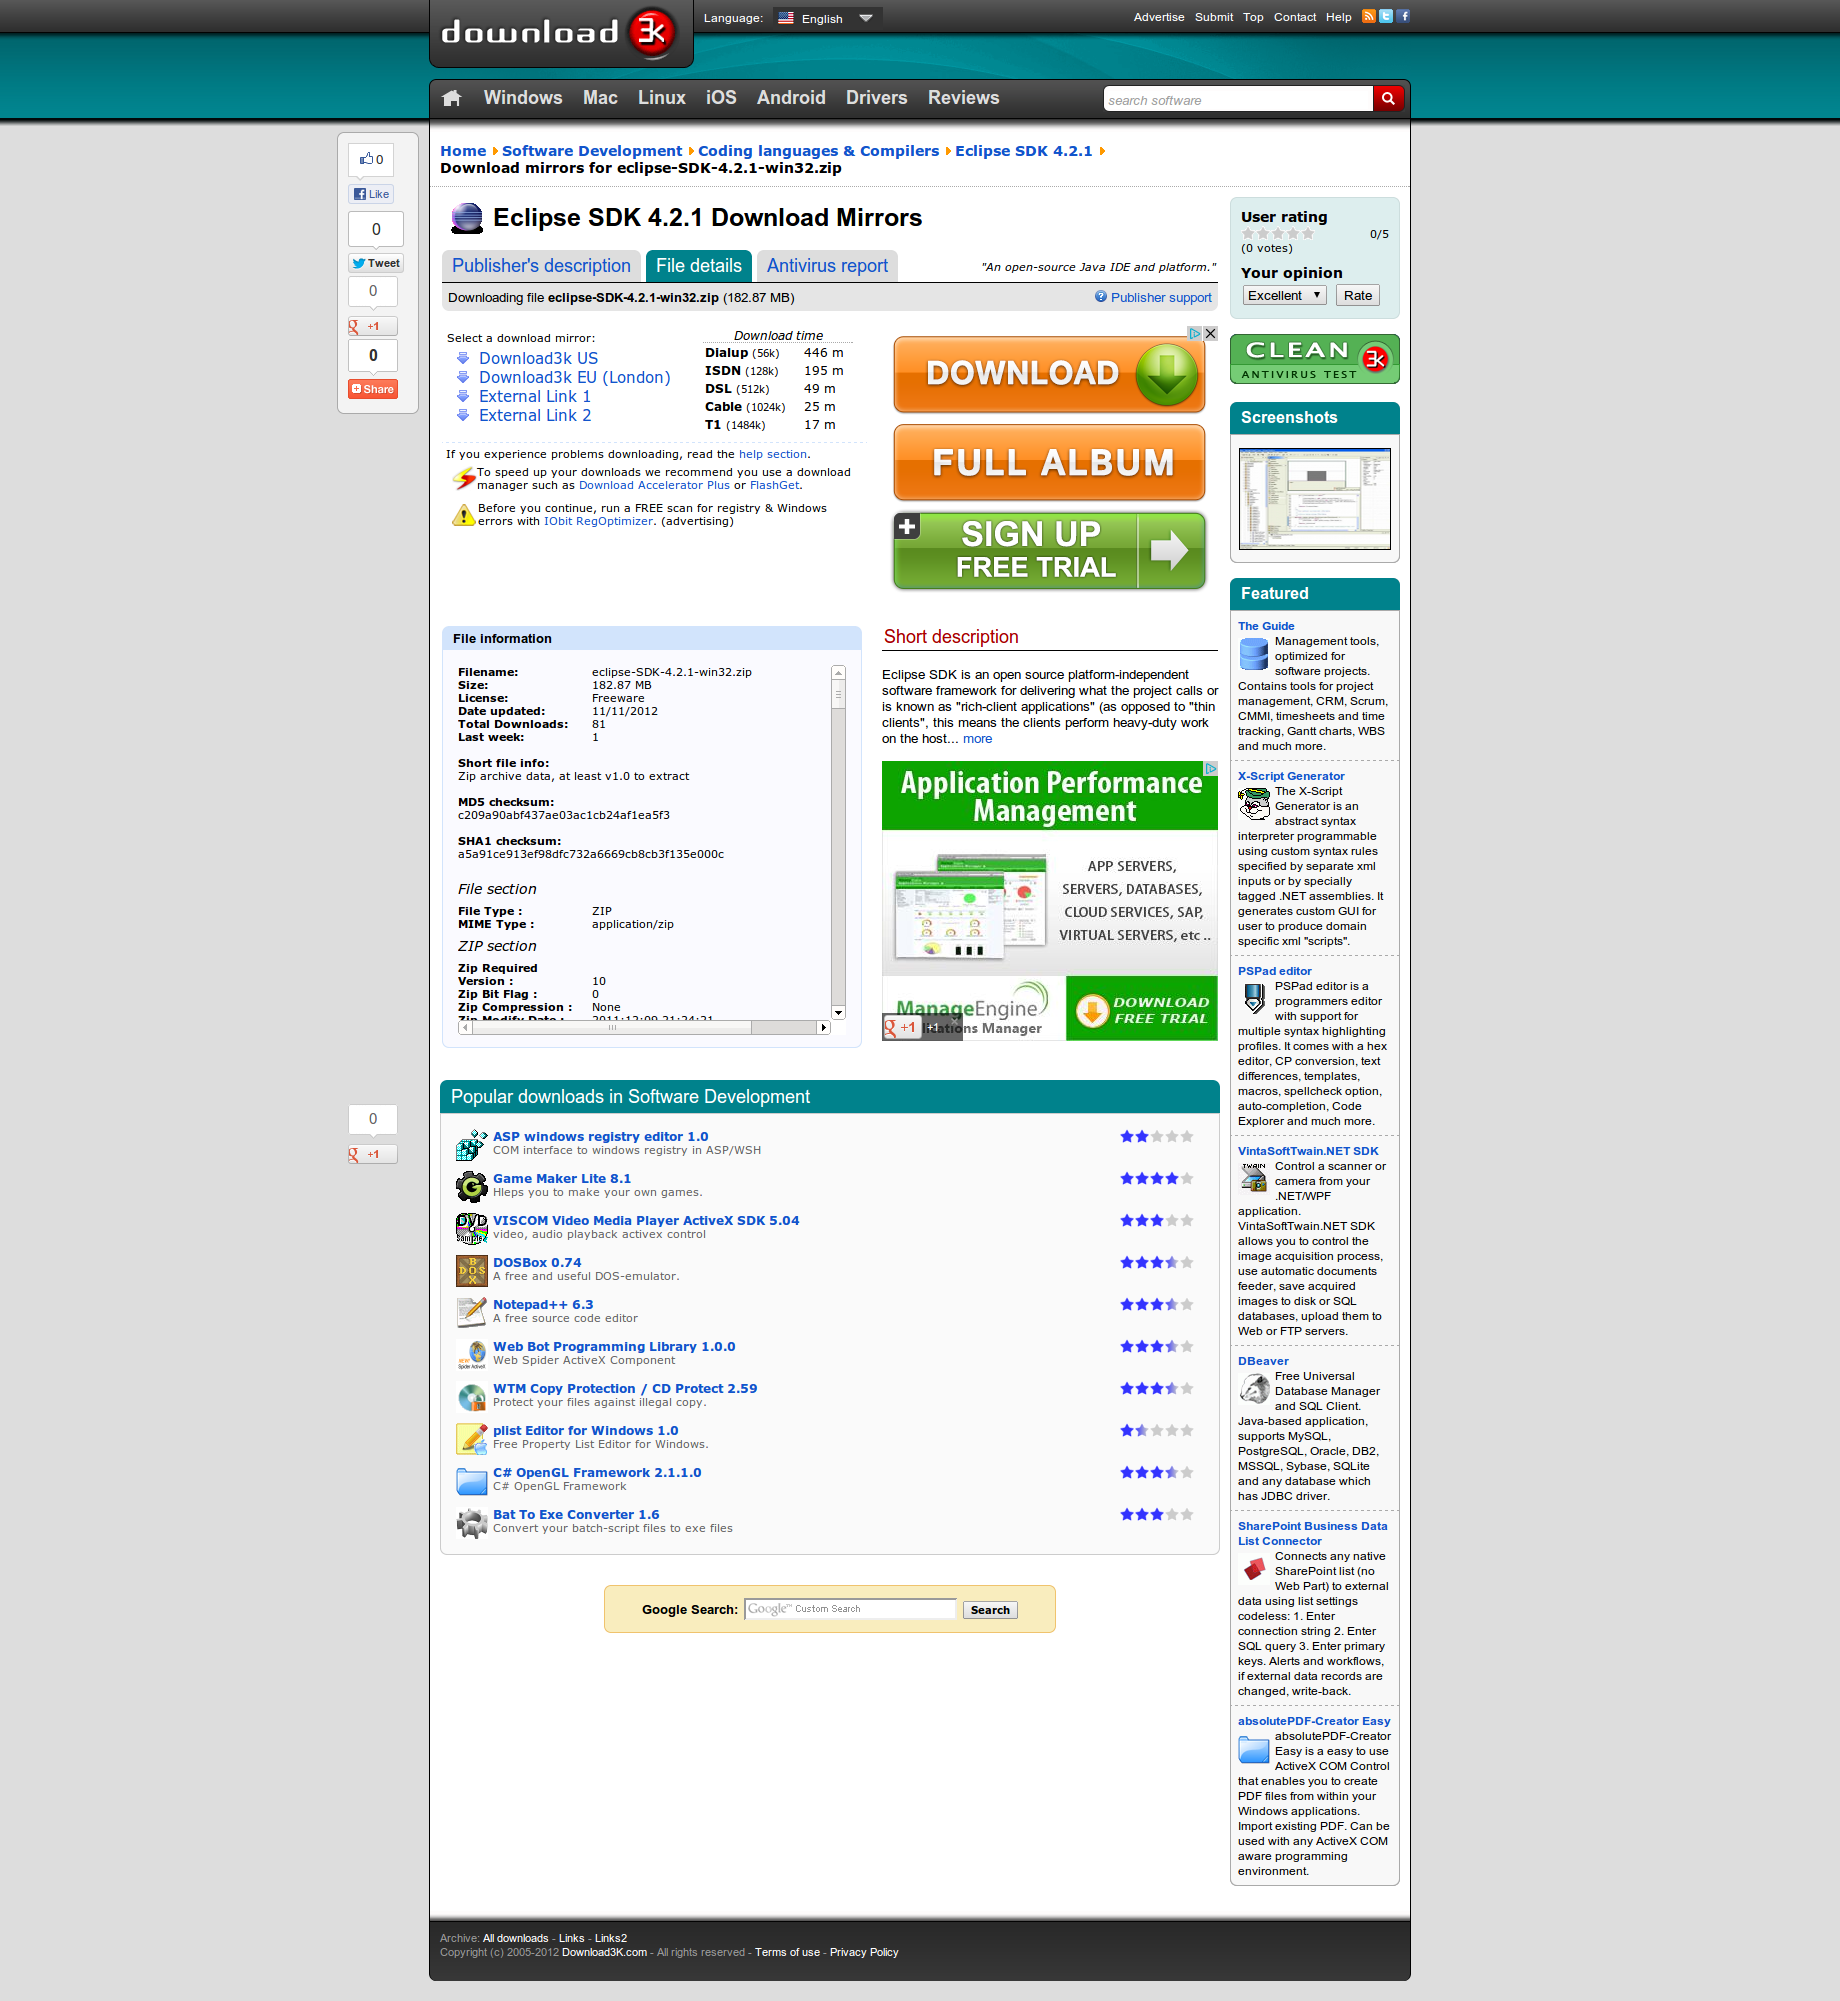 download 3k
Language: English
Advertise Submit Top Contact Help
Windows Mac Linux iOS Android Drivers Reviews
search software
0
Like
0
Tweet
0
+1
0
Share
Home Software Development Coding languages & Compilers Eclipse SDK 4.2.1
Download mirrors for eclipse-SDK-4.2.1-win32.zip
Eclipse SDK 4.2.1 Download Mirrors
Publisher's description File details Antivirus report
"An open-source Java IDE and platform."
Downloading file eclipse-SDK-4.2.1-win32.zip (182.87 MB)
Publisher support
Select a download mirror:
Download3k US
Download3k EU (London)
External Link 1
External Link 2
Download time
Dialup (56k) 446 m
ISDN (128k) 195 m
DSL (512k) 49 m
Cable (1024k) 25 m
T1 (1484k) 17 m
If you experience problems downloading, read the help section.
To speed up your downloads we recommend you use a download
manager such as Download Accelerator Plus or FlashGet.
Before you continue, run a FREE scan for registry & Windows
errors with IObit RegOptimizer. (advertising)
DOWNLOAD
FULL ALBUM
SIGN UP
FREE TRIAL
File information
Filename: eclipse-SDK-4.2.1-win32.zip
Size: 182.87 MB
License: Freeware
Date updated: 11/11/2012
Total Downloads: 81
Last week: 1
Short file info:
Zip archive data, at least v1.0 to extract
MD5 checksum:
c209a90abf437ae03ac1cb24af1ea5f3
SHA1 checksum:
a5a91ce913ef98dfc732a6669cb8cb3f135e000c
File section
File Type : ZIP
MIME Type : application/zip
ZIP section
Zip Required
Version : 10
Zip Bit Flag : 0
Zip Compression : None
Zip Modify Date : 2011:12:09 21:24:21
Short description
Eclipse SDK is an open source platform-independent
software framework for delivering what the project calls or
is known as "rich-client applications" (as opposed to "thin
clients", this means the clients perform heavy-duty work
on the host... more
Application Performance
Management
APP SERVERS,
SERVERS, DATABASES,
CLOUD SERVICES, SAP,
VIRTUAL SERVERS, etc ..
ManageEngine
Manager
+1 +1
DOWNLOAD
FREE TRIAL
0
+1
Popular downloads in Software Development
ASP windows registry editor 1.0
COM interface to windows registry in ASP/WSH
Game Maker Lite 8.1
Hleps you to make your own games.
VISCOM Video Media Player ActiveX SDK 5.04
video, audio playback activex control
DOSBox 0.74
A free and useful DOS-emulator.
Notepad++ 6.3
A free source code editor
Web Bot Programming Library 1.0.0
Web Spider ActiveX Component
WTM Copy Protection / CD Protect 2.59
Protect your files against illegal copy.
plist Editor for Windows 1.0
Free Property List Editor for Windows.
C# OpenGL Framework 2.1.1.0
C# OpenGL Framework
Bat To Exe Converter 1.6
Convert your batch-script files to exe files
Google Search: Google™ Custom Search Search
User rating
0/5
(0 votes)
Your opinion
Excellent Rate
CLEAN 3k
ANTIVIRUS TEST
Screenshots
Featured
The Guide
Management tools,
optimized for
software projects.
Contains tools for project
management, CRM, Scrum,
CMMI, timesheets and time
tracking, Gantt charts, WBS
and much more.
X-Script Generator
The X-Script
Generator is an
abstract syntax
interpreter programmable
using custom syntax rules
specified by separate xml
inputs or by specially
tagged .NET assemblies. It
generates custom GUI for
user to produce domain
specific xml "scripts".
PSPad editor
PSPad editor is a
programmers editor
with support for
multiple syntax highlighting
profiles. It comes with a hex
editor, CP conversion, text
differences, templates,
macros, spellcheck option,
auto-completion, Code
Explorer and much more.
VintaSoftTwain.NET SDK
Control a scanner or
camera from your
.NET/WPF
application.
VintaSoftTwain.NET SDK
allows you to control the
image acquisition process,
use automatic documents
feeder, save acquired
images to disk or SQL
databases, upload them to
Web or FTP servers.
DBeaver
Free Universal
Database Manager
and SQL Client.
Java-based application,
supports MySQL,
PostgreSQL, Oracle, DB2,
MSSQL, Sybase, SQLite
and any database which
has JDBC driver.
SharePoint Business Data
List Connector
Connects any native
SharePoint list (no
Web Part) to external
data using list settings
codeless: 1. Enter
connection string 2. Enter
SQL query 3. Enter primary
keys. Alerts and workflows,
if external data records are
changed, write-back.
absolutePDF-Creator Easy
absolutePDF-Creator
Easy is a easy to use
ActiveX COM Control
that enables you to create
PDF files from within your
Windows applications.
Import existing PDF. Can be
used with any ActiveX COM
aware programming
environment.
Archive: All downloads - Links - Links2
Copyright (c) 2005-2012 Download3K.com - All rights reserved - Terms of use - Privacy Policy